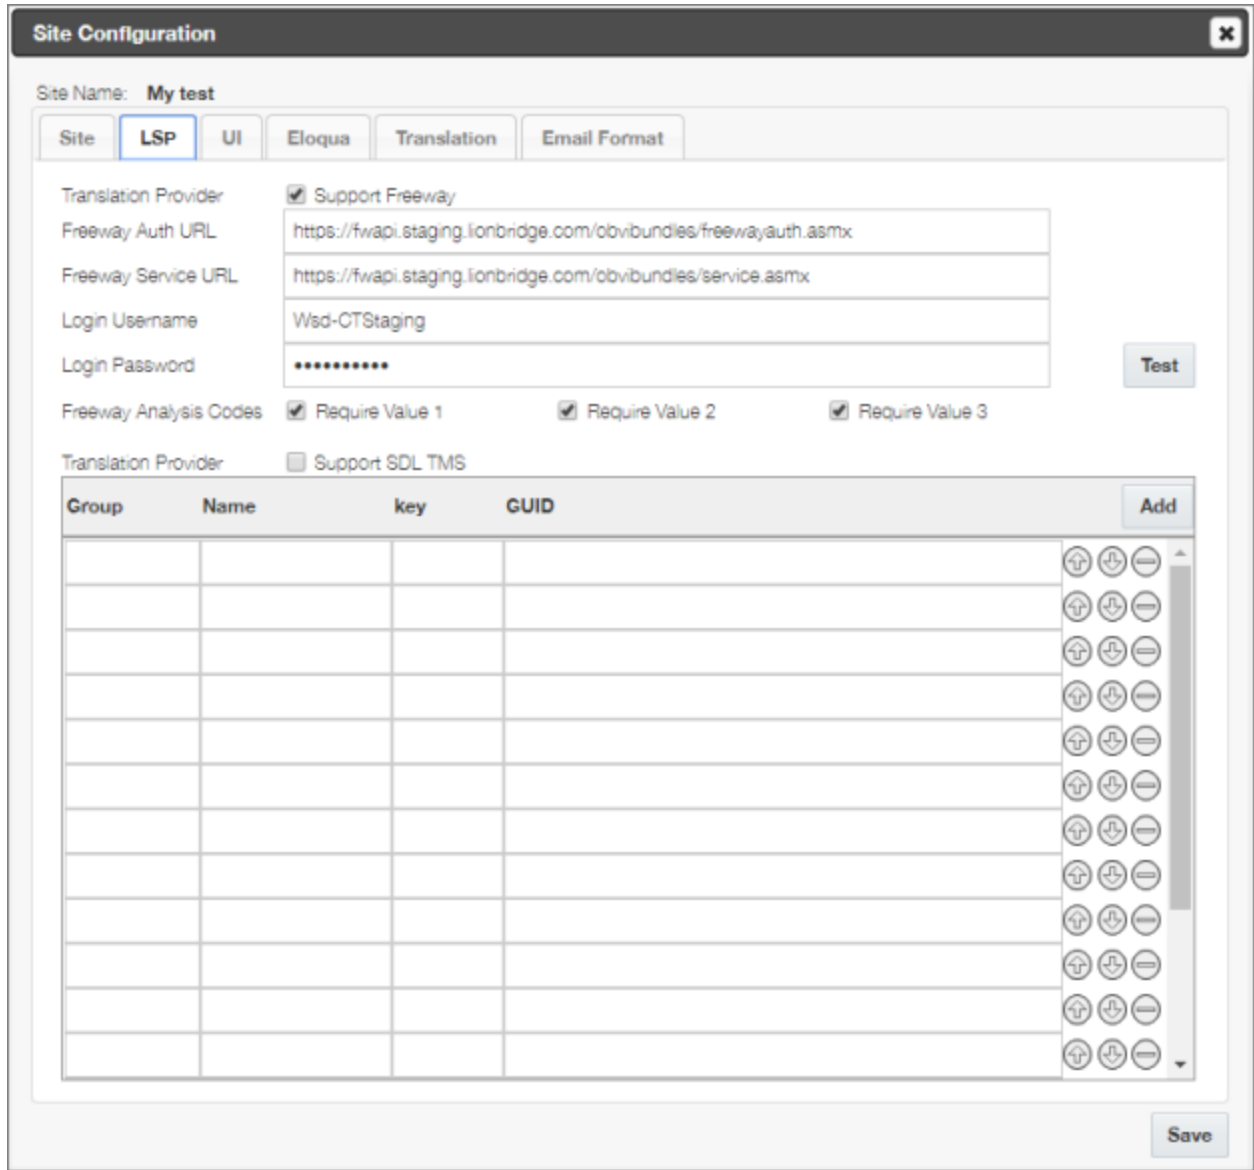 Site Configuration
Site Name: My test
Site LSP UI Eloqua Translation Email Format
Translation Provider Support Freeway
Freeway Auth URL https://fwapi.staging.lionbridge.com/obvibundles/freewayauth.asmx
Freeway Service URL https://fwapi.staging.lionbridge.com/obvibundles/service.asmx
Login Username Wsd-CTStaging
Login Password •••••••••• Test
Freeway Analysis Codes Require Value 1 Require Value 2 Require Value 3
Translation Provider Support SDL TMS
Group Name key GUID Add
Save